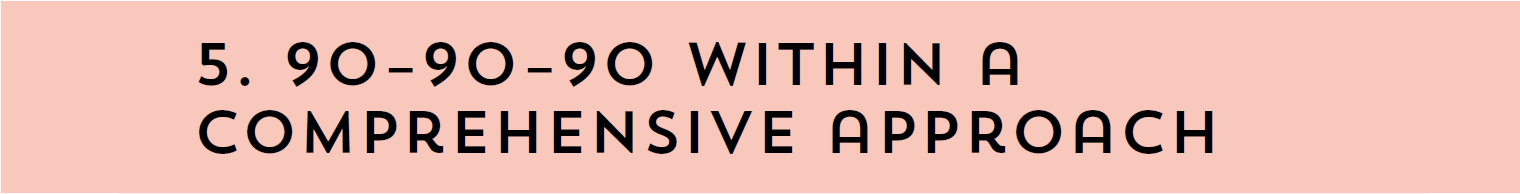 5. 90–90–90 WITHIN A
COMPREHENSIVE APPROACH